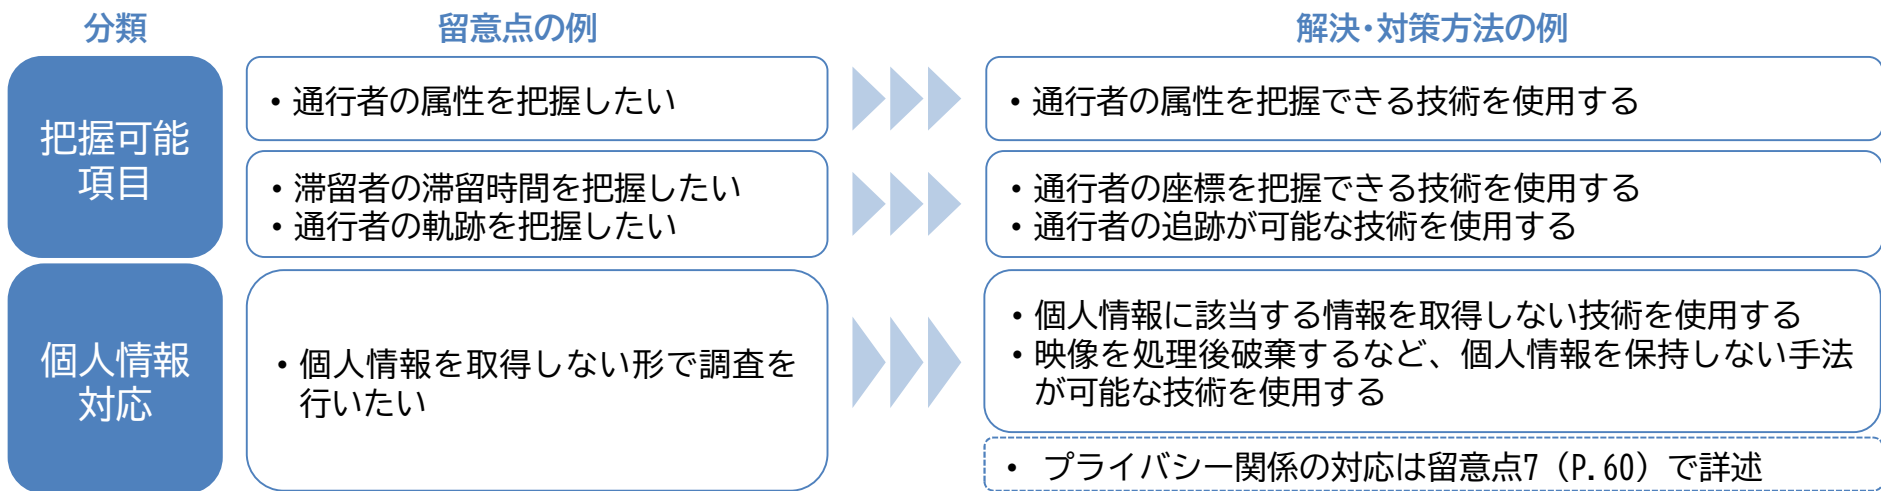 分類
留意点の例
解決・対策方法の例
把握可能
項目
・通行者の属性を把握したい
・通行者の属性を把握できる技術を使用する
・滞留者の滞留時間を把握したい
・通行者の軌跡を把握したい
・通行者の座標を把握できる技術を使用する
・通行者の追跡が可能な技術を使用する
個人情報
対応
・個人情報を取得しない形で調査を
行いたい
・個人情報に該当する情報を取得しない技術を使用する
・映像を処理後破棄するなど、個人情報を保持しない手法
が可能な技術を使用する
・ プライバシー関係の対応は留意点7（P.60）で詳述